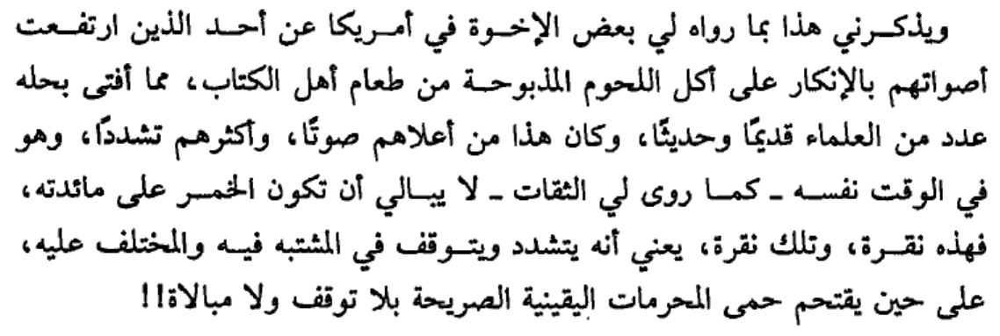 ويذكرني هذا بما رواه لي بعض الإخوة في أمريكا عن أحد الذين ارتفعت
أصواتهم بالإنكار على أكل اللحوم المذبوحة من طعام أهل الكتاب، مما أفتى بحله
عدد من العلماء قديمًا وحديثًا، وكان هذا من أعلاهم صوتًا، وأكثرهم تشددًا، وهو
في الوقت نفسه ـ كما روى لي الثقات ـ لا يبالي أن تكون الخمر على مائدته،
فهذه نقرة، وتلك نقرة، يعني أنه يتشدد ويتوقف في المشتبه فيه والمختلف عليه،
على حين يقتحم حمى المحرمات اليقينية الصريحة بلا توقف ولا مبالاة!!